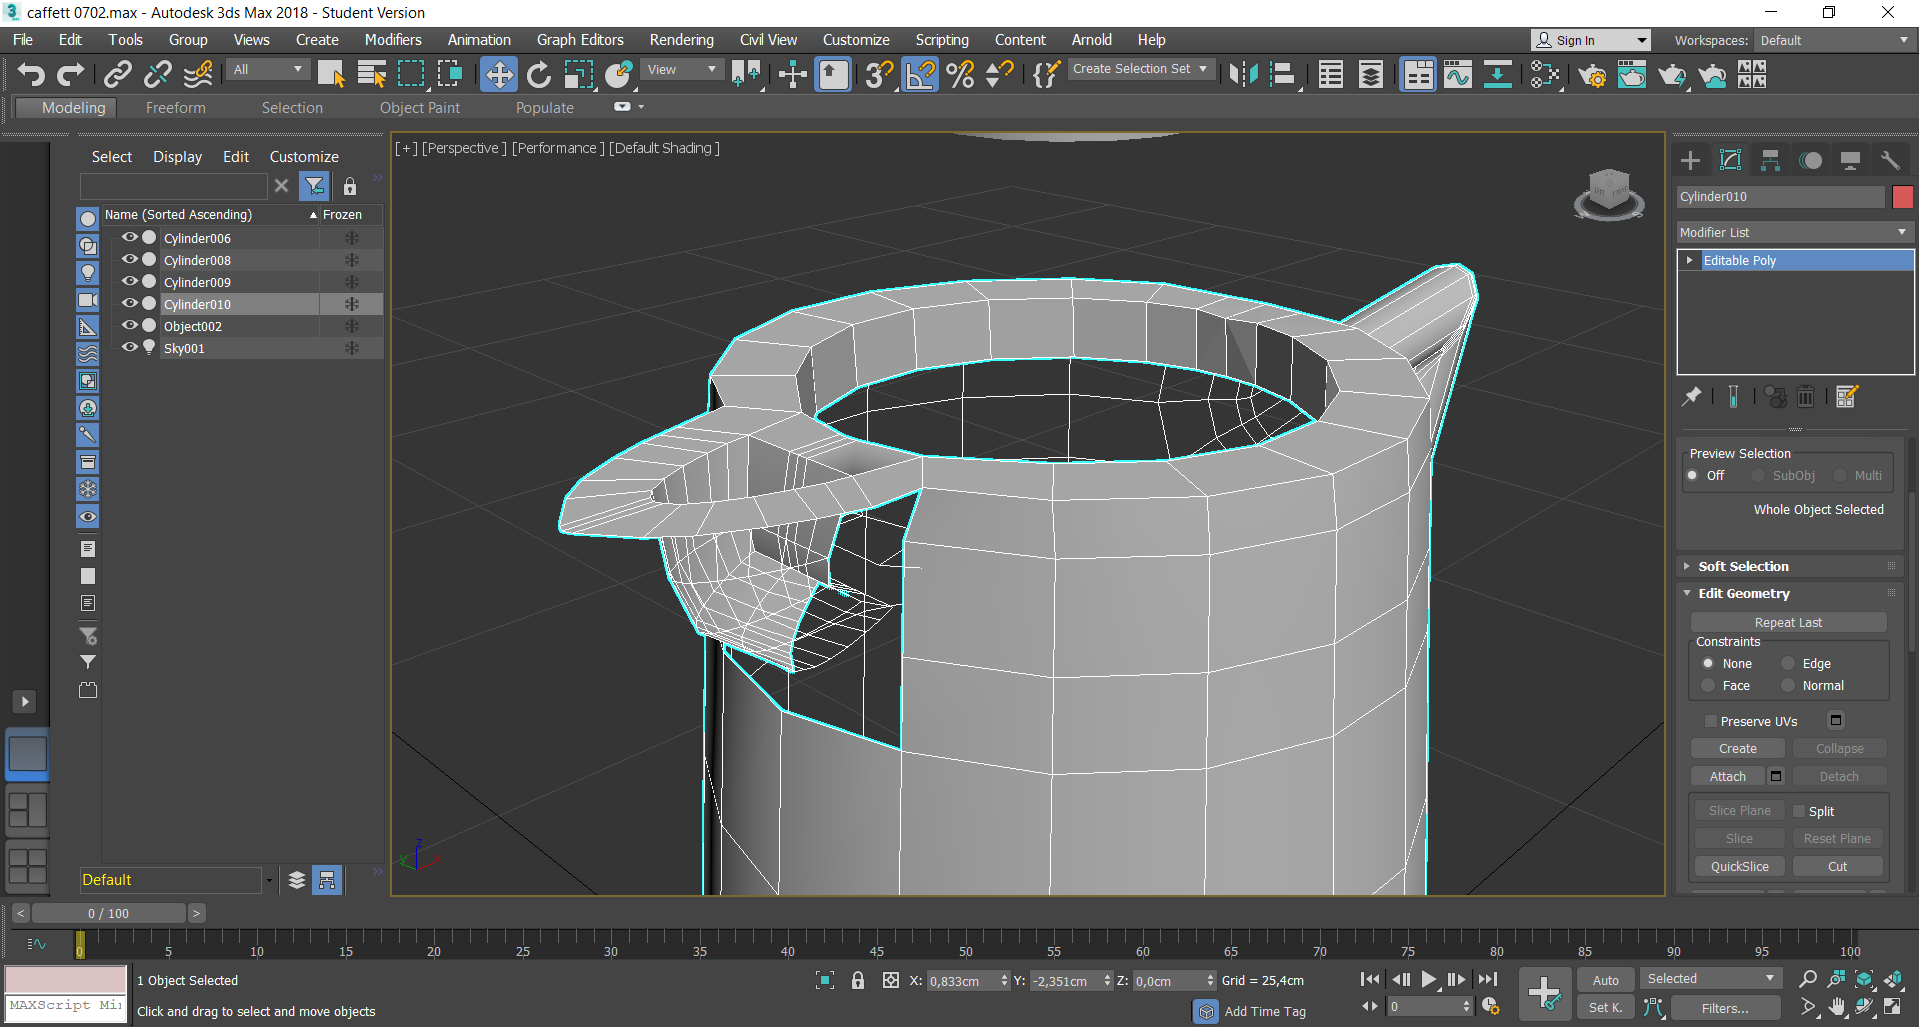 caffett 0702.max - Autodesk 3ds Max 2018 - Student Version
File Edit Tools Group Views Create Modifiers Animation Graph Editors Rendering Civil View Customize Scripting Content Arnold Help
Sign In
Workspaces: Default
All
View
Create Selection Set
Modeling Freeform Selection Object Paint Populate
Select Display Edit Customize
Name (Sorted Ascending) Frozen
Cylinder006
Cylinder008
Cylinder009
Cylinder010
Object002
Sky001
Default
[+] [Perspective ] [Performance ] [Default Shading ]
z
x
y
Cylinder010
Modifier List
Editable Poly
Preview Selection
Off SubObj Multi
Whole Object Selected
Soft Selection
Edit Geometry
Repeat Last
Constraints
None Edge
Face Normal
Preserve UVs
Create Collapse
Attach Detach
Slice Plane Split
Slice Reset Plane
QuickSlice Cut
< 0 / 100 >
0 5 10 15 20 25 30 35 40 45 50 55 60 65 70 75 80 85 90 95 100
1 Object Selected
X: 0,833cm Y: -2,351cm Z: 0,0cm Grid = 25,4cm
MAXScript Mi
Click and drag to select and move objects
Add Time Tag
0
Auto Selected
Set K. Filters...